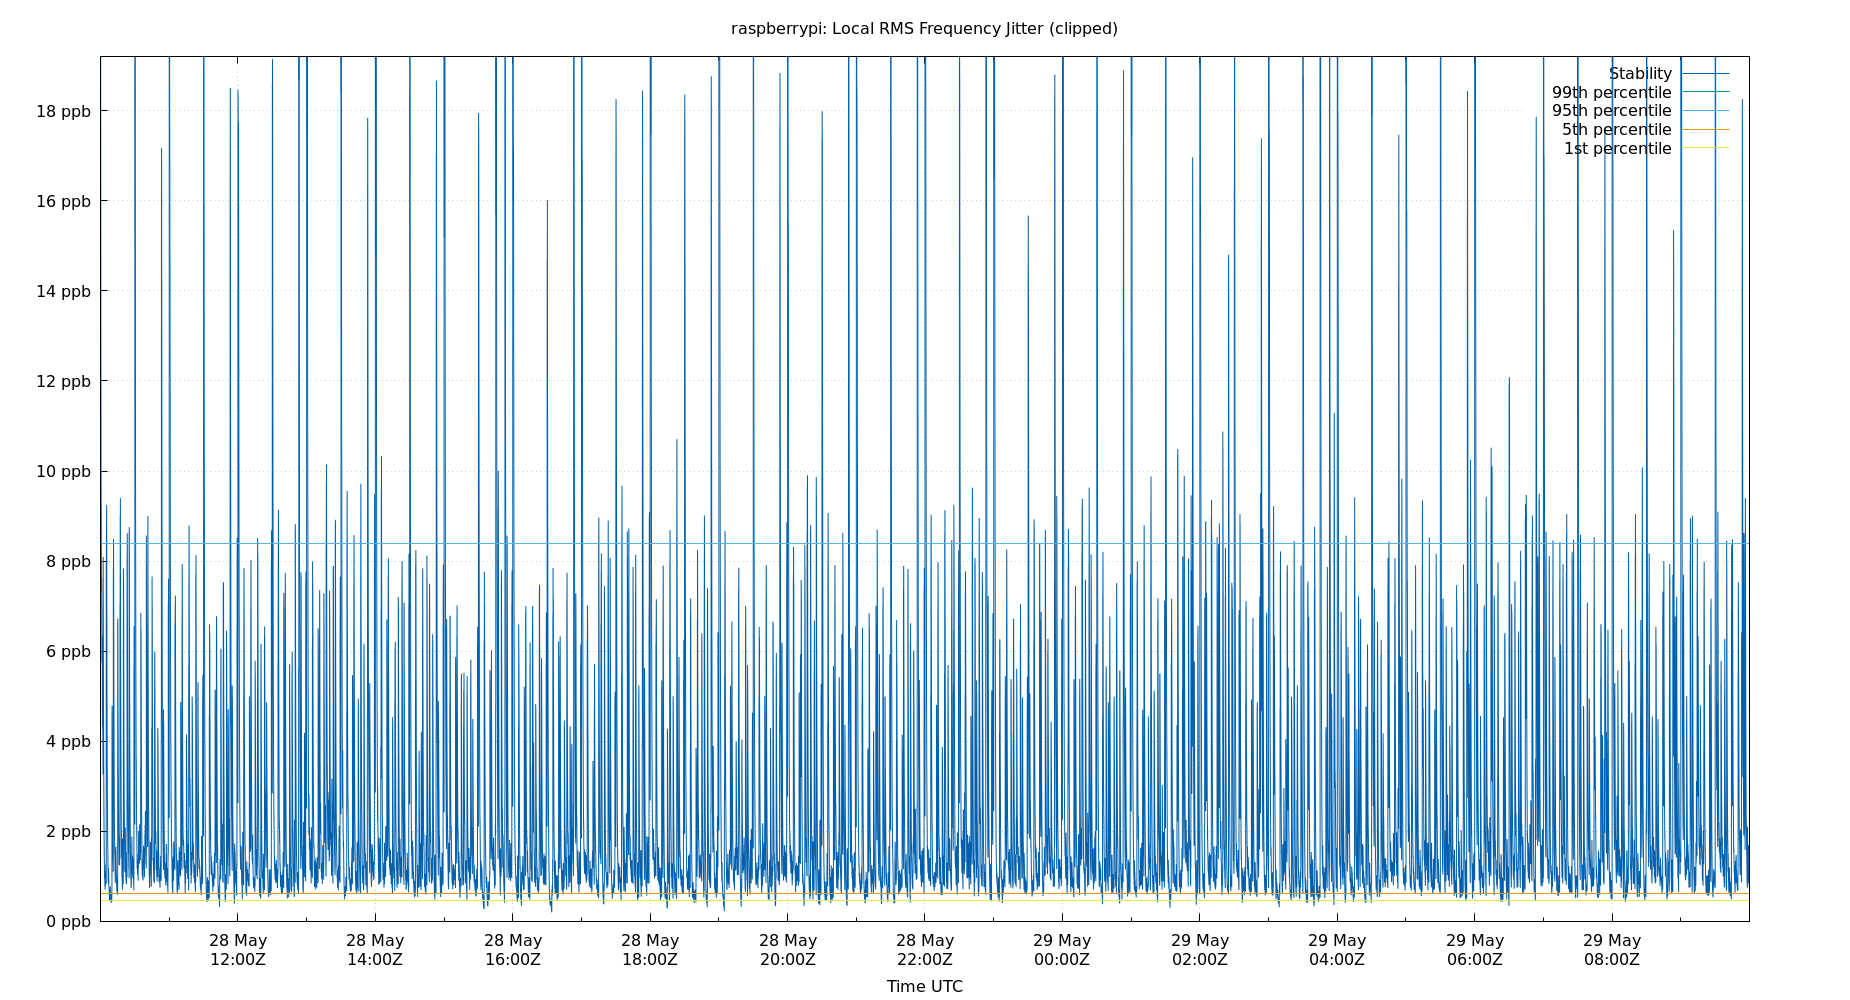 raspberrypi: Local RMS Frequency Jitter (clipped)
Stability
99th percentile
95th percentile
5th percentile
1st percentile
18 ppb
16 ppb
14 ppb
12 ppb
10 ppb
8 ppb
6 ppb
4 ppb
2 ppb
0 ppb
28 May 28 May 28 May 28 May 28 May 28 May 29 May 29 May 29 May 29 May 29 May
12:00Z 14:00Z 16:00Z 18:00Z 20:00Z 22:00Z 00:00Z 02:00Z 04:00Z 06:00Z 08:00Z
Time UTC